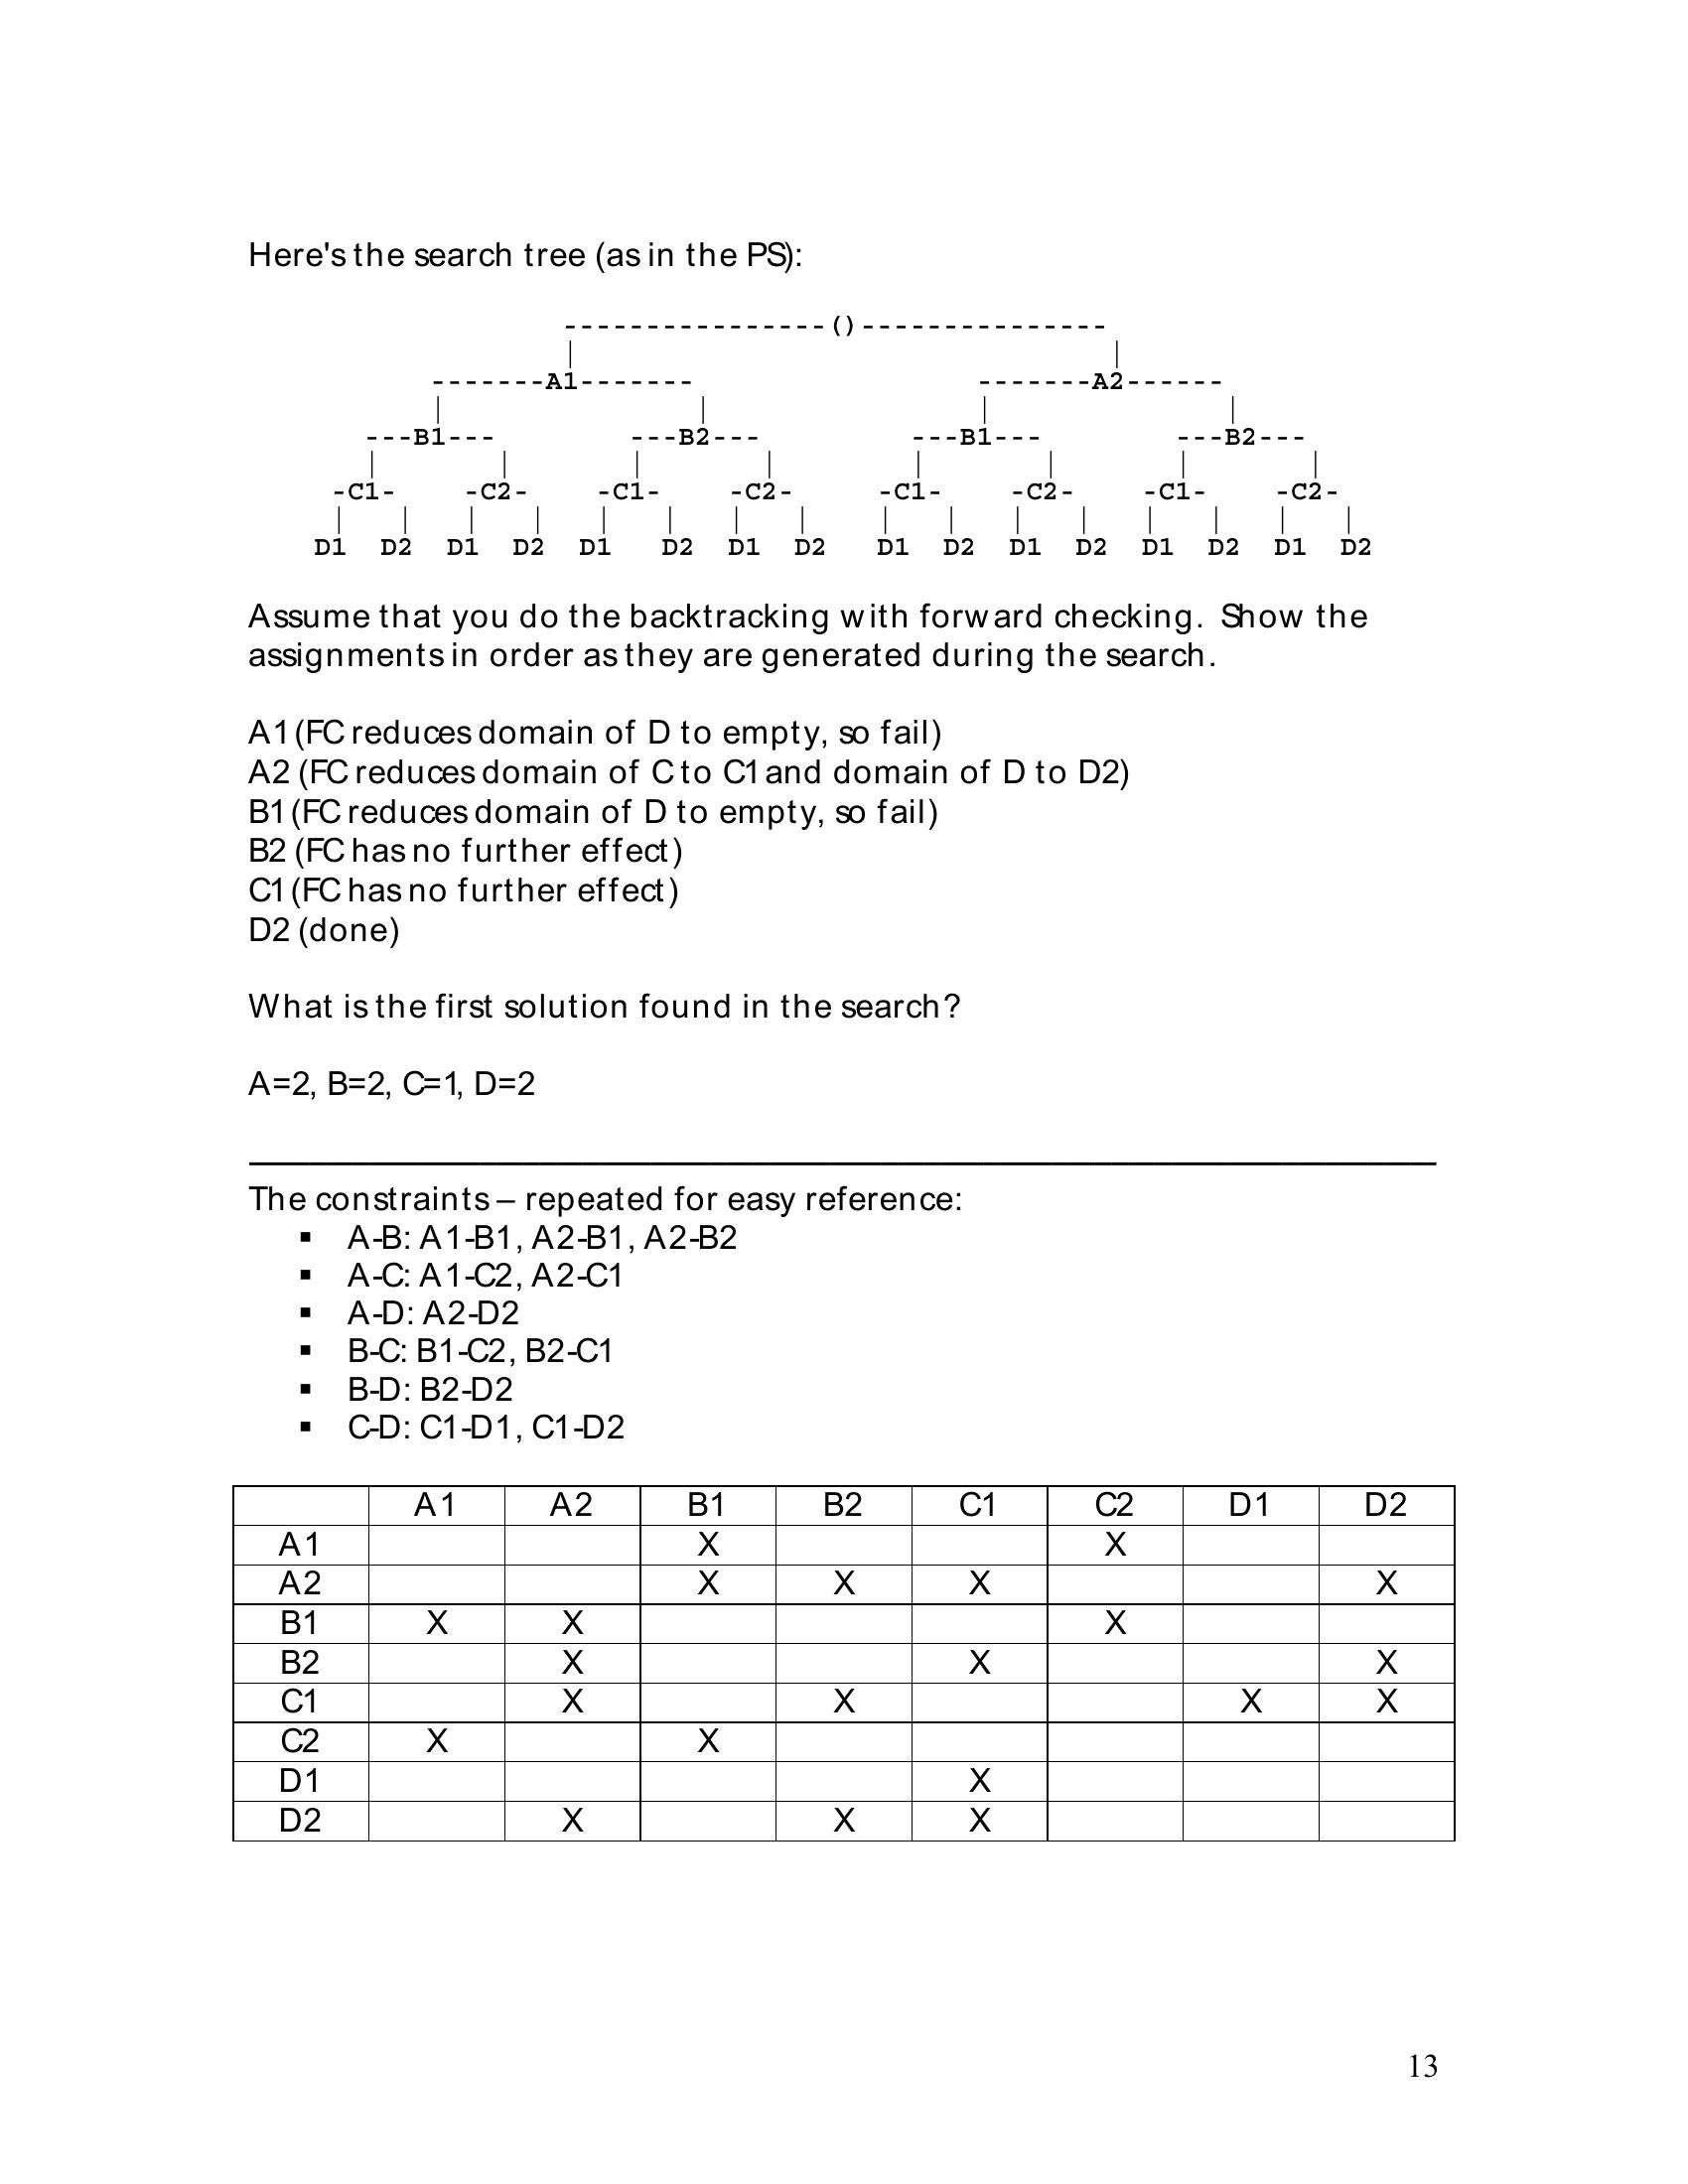 Here's the search tree (as in the PS):
----------------()---------------
|                                 |
-------A1-------                 -------A2------
|               |                |              |
---B1---        ---B2---         ---B1---        ---B2---
|       |       |       |        |       |       |       |
-C1-    -C2-    -C1-    -C2-     -C1-    -C2-    -C1-    -C2-
|   |   |   |   |   |   |   |    |   |   |   |   |   |   |   |
D1  D2  D1  D2  D1   D2  D1  D2   D1  D2  D1  D2  D1  D2  D1  D2
Assume that you do the backtracking with forward checking.  Show the
assignments in order as they are generated during the search.
A1 (FC reduces domain of D to empty, so fail)
A2 (FC reduces domain of C to C1 and domain of D to D2)
B1 (FC reduces domain of D to empty, so fail)
B2 (FC has no further effect)
C1 (FC has no further effect)
D2 (done)
What is the first solution found in the search?
A=2, B=2, C=1, D=2
The constraints – repeated for easy reference:
▪ A-B: A1-B1, A2-B1, A2-B2
▪ A-C: A1-C2, A2-C1
▪ A-D: A2-D2
▪ B-C: B1-C2, B2-C1
▪ B-D: B2-D2
▪ C-D: C1-D1, C1-D2
A1 A2 B1 B2 C1 C2 D1 D2
A1 X X
A2 X X X X
B1 X X X
B2 X X X
C1 X X X X
C2 X X
D1 X
D2 X X X
13